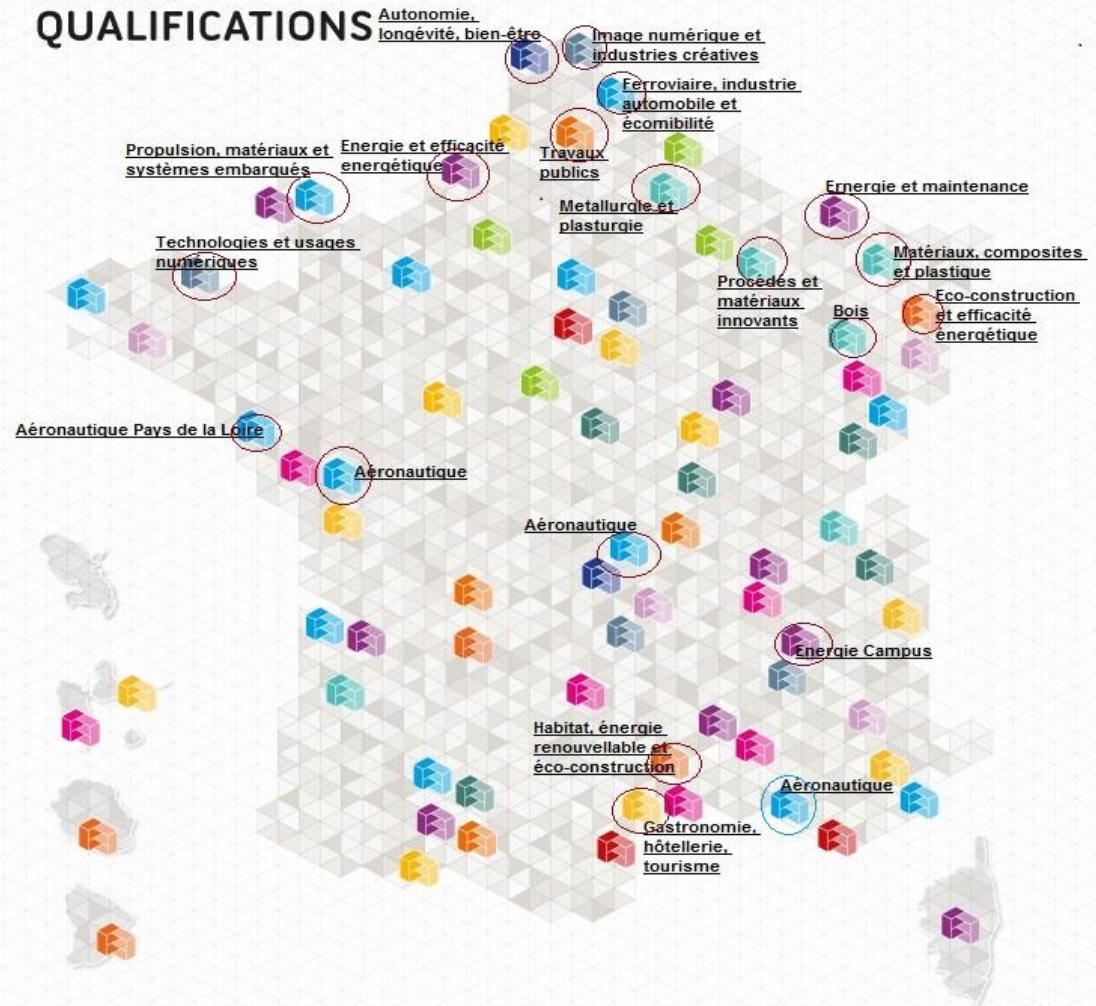 QUALIFICATIONS
Autonomie,
longévité, bien-être
Image numérique et
industries créatives
Ferroviaire, industrie
automobile et
écomibilité
Propulsion, matériaux et
systèmes embarqués
Energie et efficacité
energétique
Travaux
publics
Metallurgie et
plasturgie
Ernergie et maintenance
Technologies et usages
numériques
Matériaux, composites
et plastique
Procédés et
matériaux
innovants
Bois
Eco-construction
et efficacité
énergétique
Aéronautique Pays de la Loire
Aéronautique
Aéronautique
Energie Campus
Habitat, énergie
renouvellable et
éco-construction
Aéronautique
Gastronomie,
hôtellerie,
tourisme